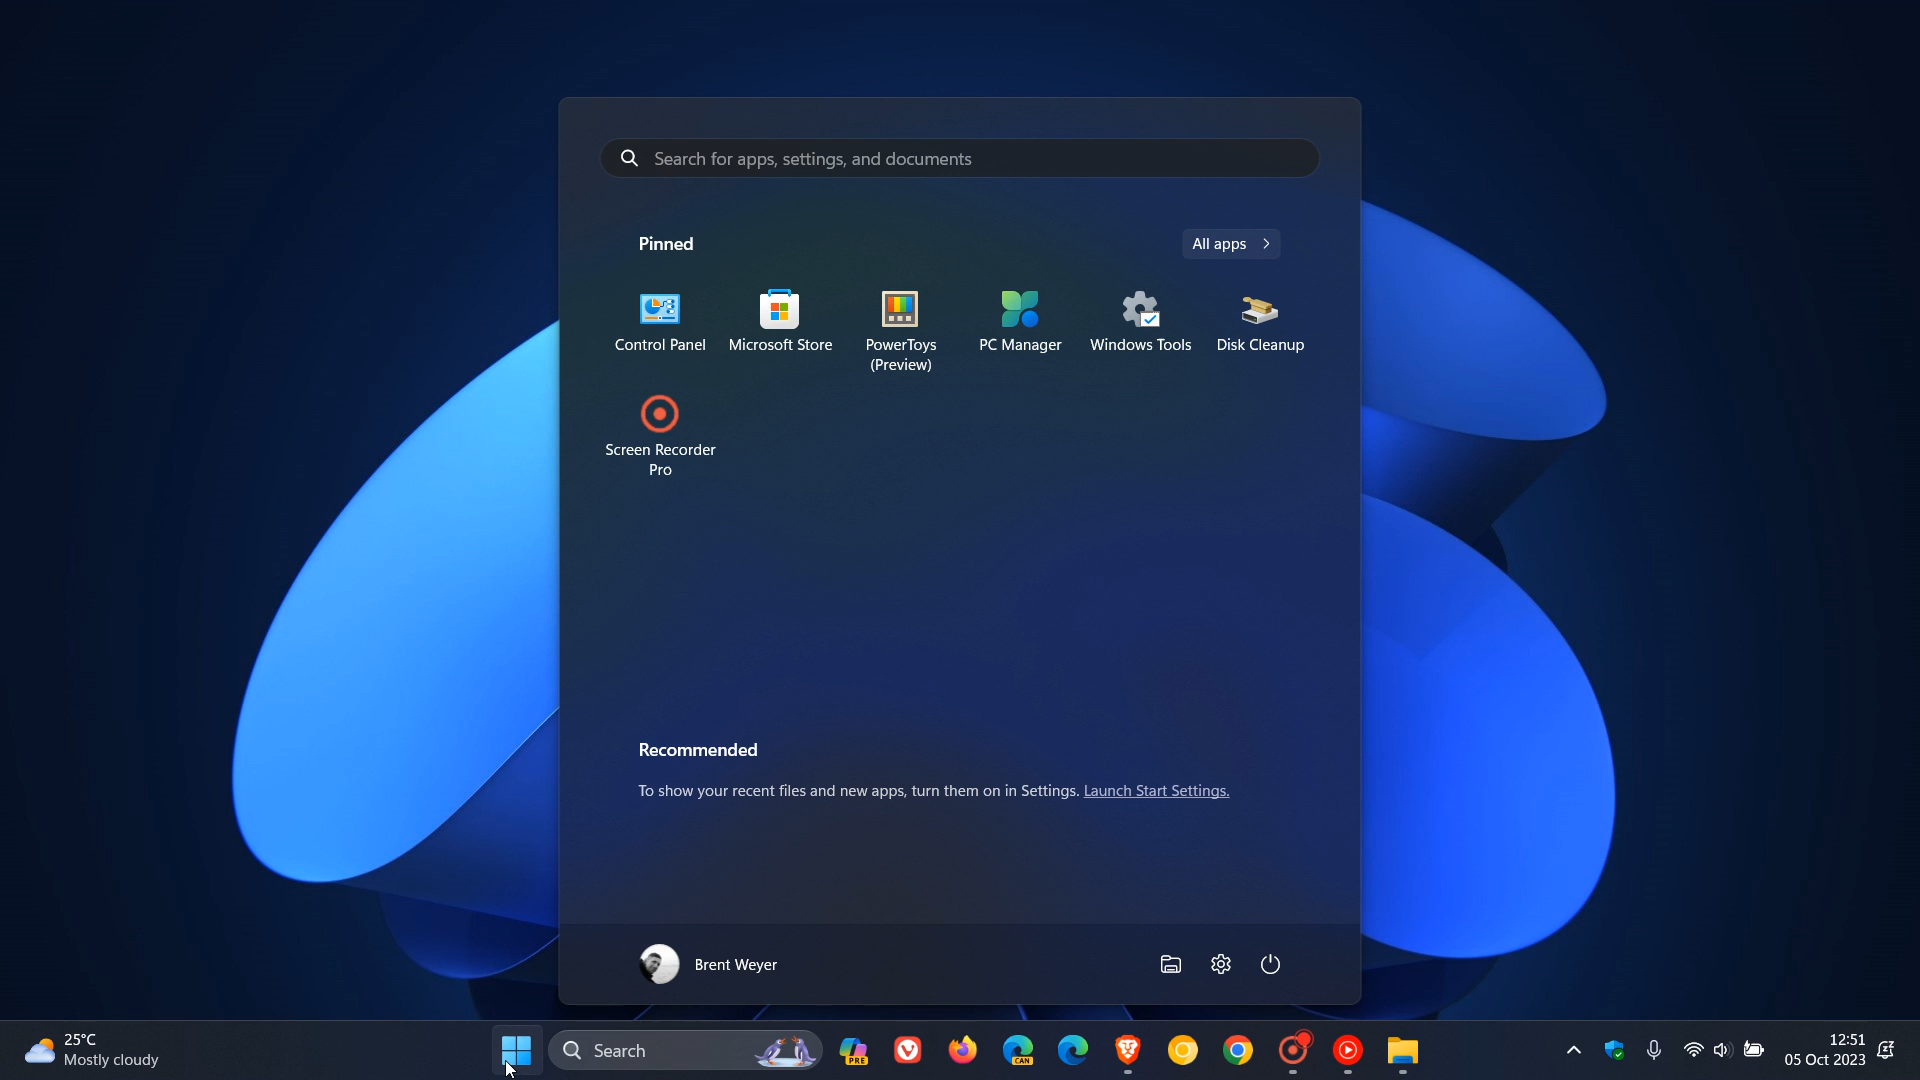 Search for apps, settings, and documents
Pinned
All apps
Control Panel
Microsoft Store
PowerToys
(Preview)
PC Manager
Windows Tools
Disk Cleanup
Screen Recorder
Pro
Recommended
To show your recent files and new apps, turn them on in Settings. Launch Start Settings.
Brent Weyer
25°C
Mostly cloudy
Search
PRE
CAN
12:51
05 Oct 2023